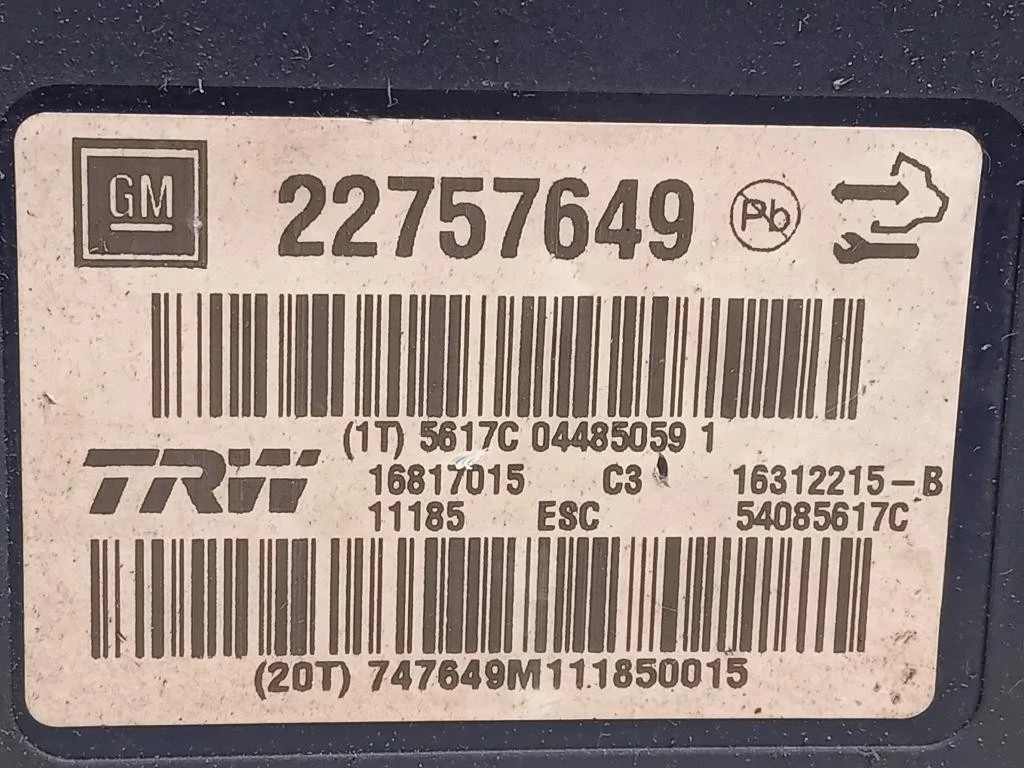 GM 22757649 Pb
(1T) 5617C 04485059 1
TRW 16817015 C3 16312215-B
11185 ESC 54085617C
(20T) 747649M111850015